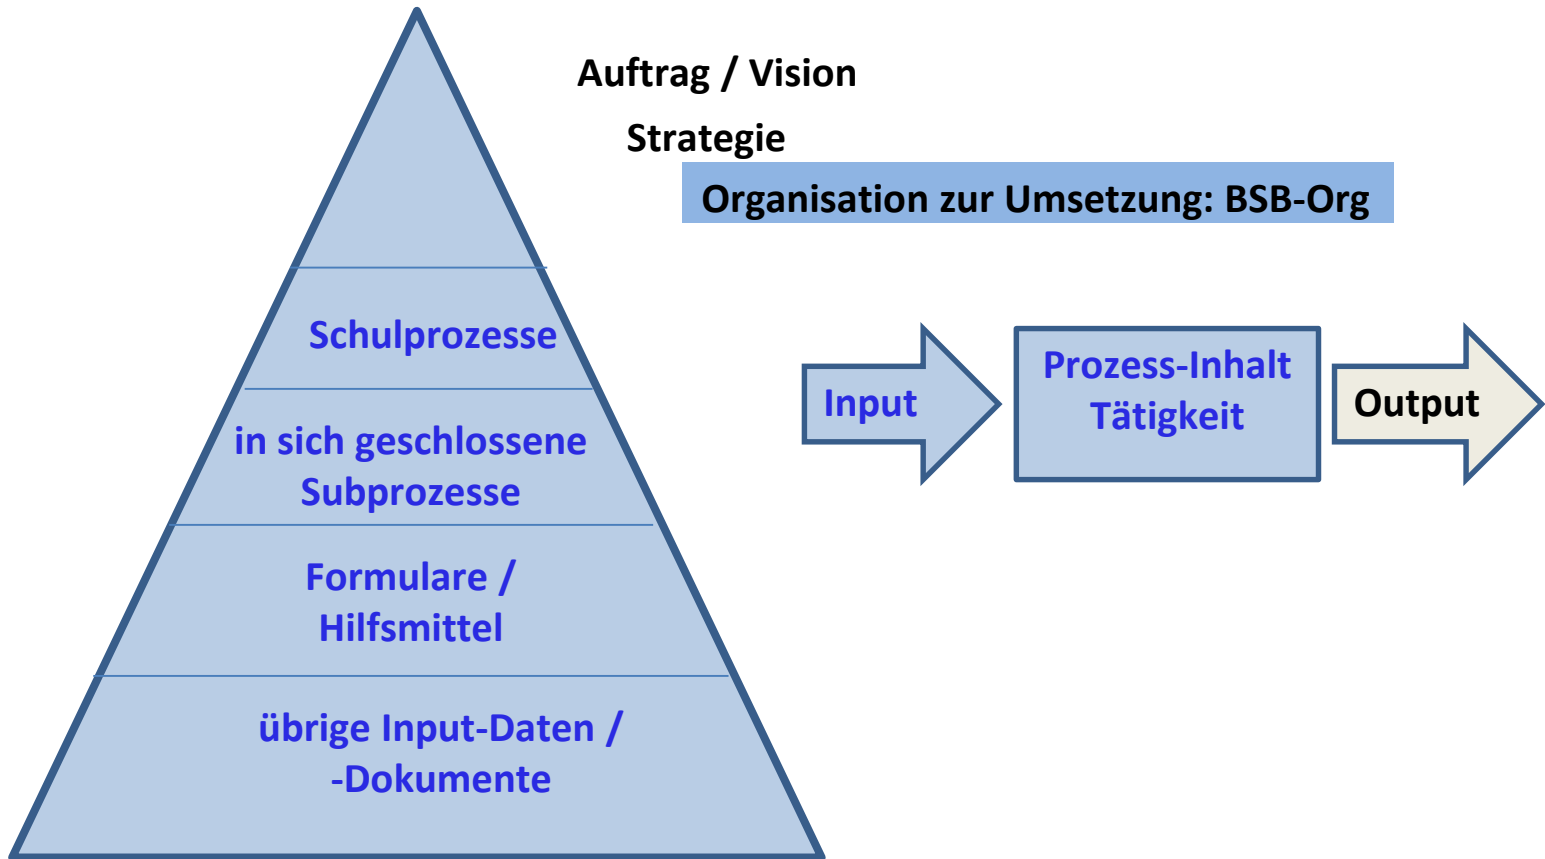 Auftrag / Vision
Strategie
Organisation zur Umsetzung: BSB-Org
Schulprozesse
in sich geschlossene
Subprozesse
Formulare /
Hilfsmittel
übrige Input-Daten /
-Dokumente
Input
Prozess-Inhalt
Tätigkeit
Output